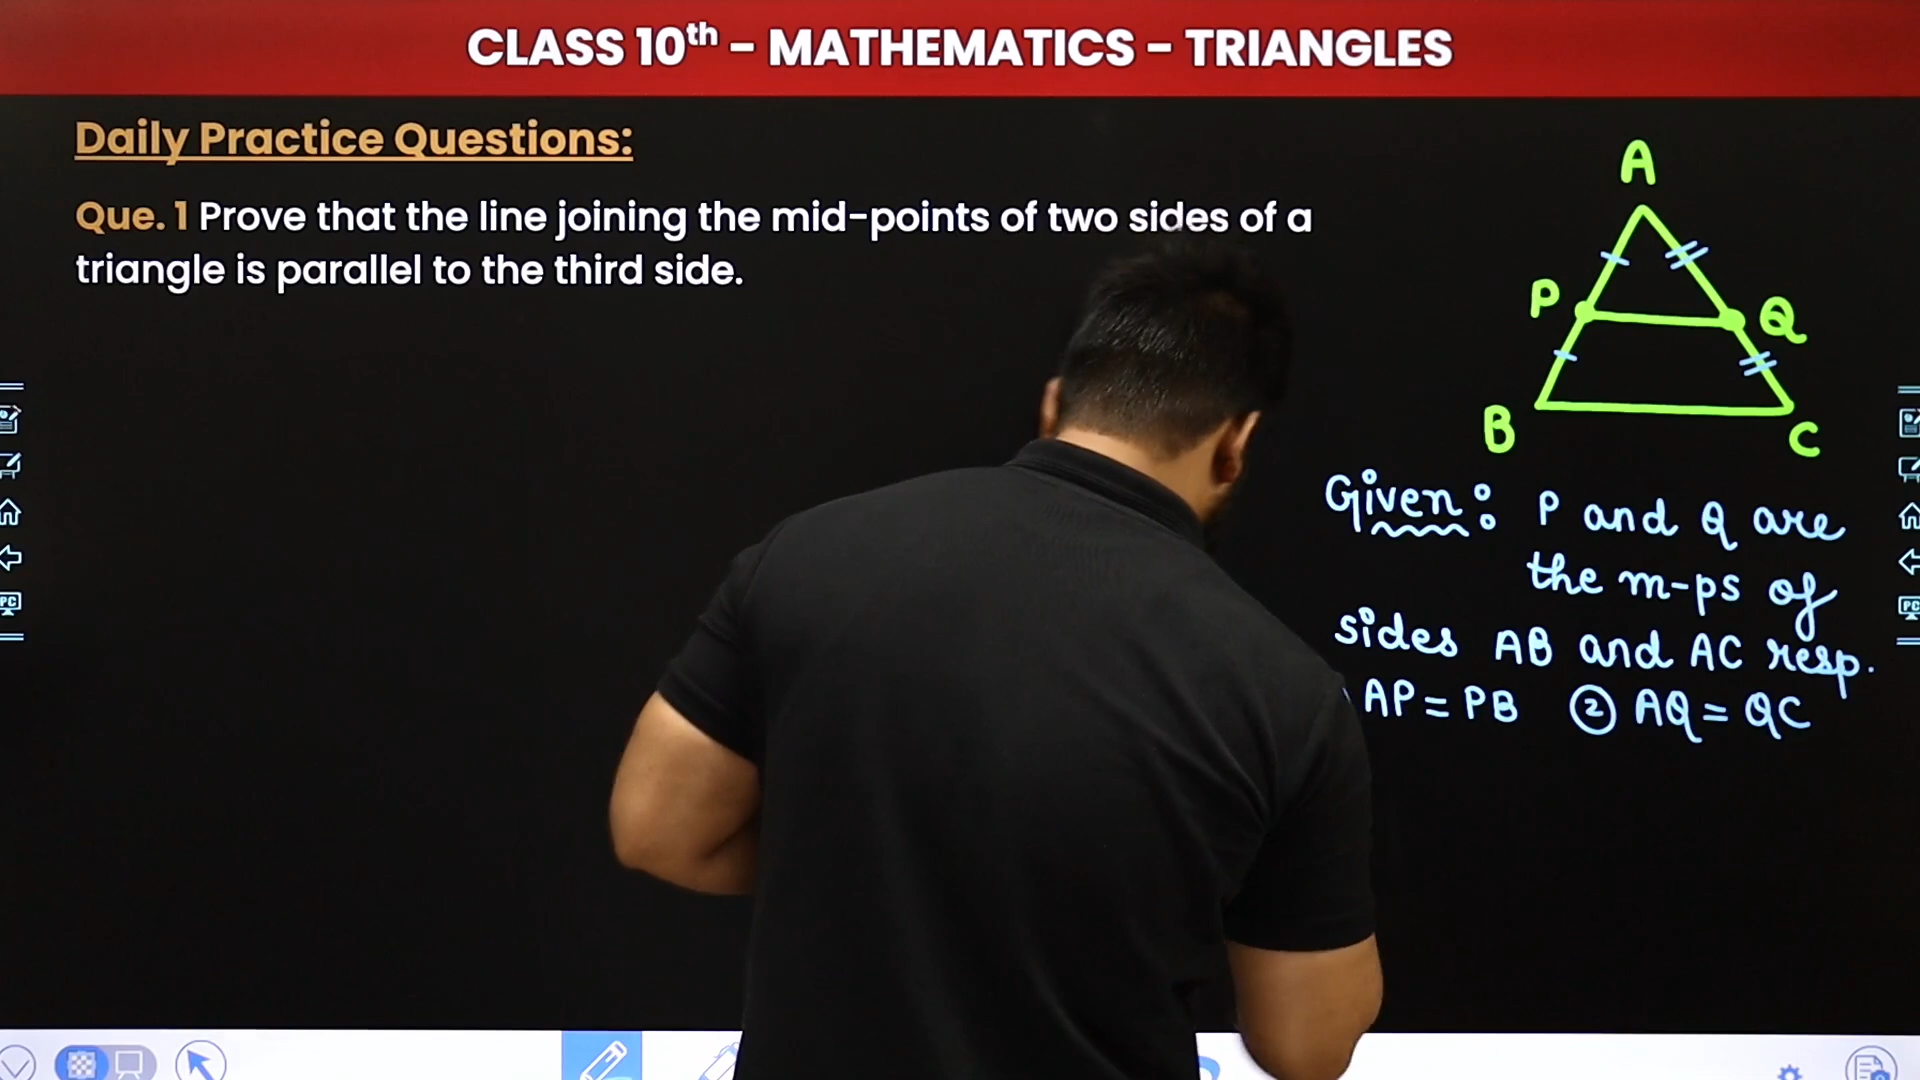 CLASS 10th - MATHEMATICS - TRIANGLES
Daily Practice Questions:
Que. 1 Prove that the line joining the mid-points of two sides of a
triangle is parallel to the third side.
A
P
Q
B
C
Given: P and Q are
the m-ps of
sides AB and AC resp.
AP = PB ② AQ = QC
PC
PC